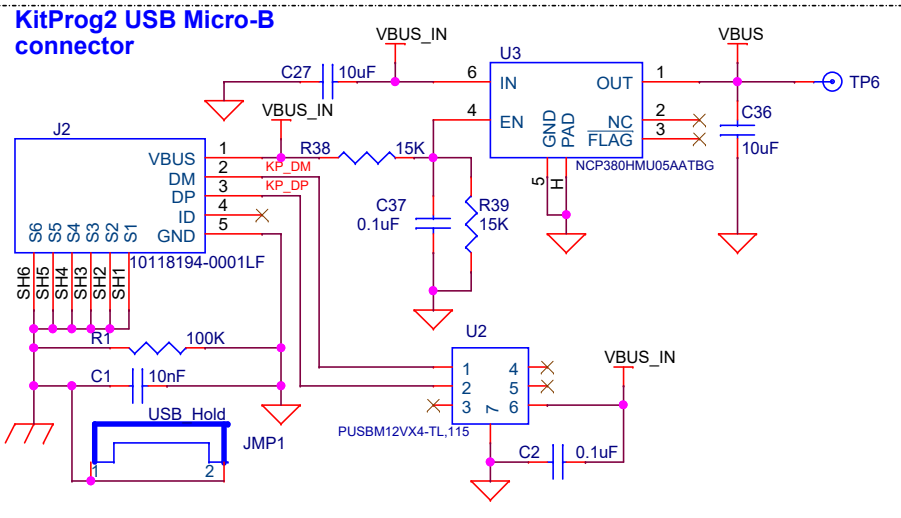 KitProg2 USB Micro-B
connector
VBUS_IN
C27
10uF
U3
6
IN
OUT
1
VBUS
TP6
4
EN
GND
PAD
NC
2
FLAG
3
NCP380HMU05AATBG
5
H
C36
10uF
VBUS_IN
J2
VBUS
1
DM
2
DP
3
ID
4
GND
5
KP_DM
KP_DP
S6
S5
S4
S3
S2
S1
10118194-0001LF
SH6
SH5
SH4
SH3
SH2
SH1
R38
15K
C37
0.1uF
R39
15K
R1
100K
C1
10nF
USB_Hold
1
2
JMP1
U2
1
2
3
4
5
6
7
PUSBM12VX4-TL,115
VBUS_IN
C2
0.1uF